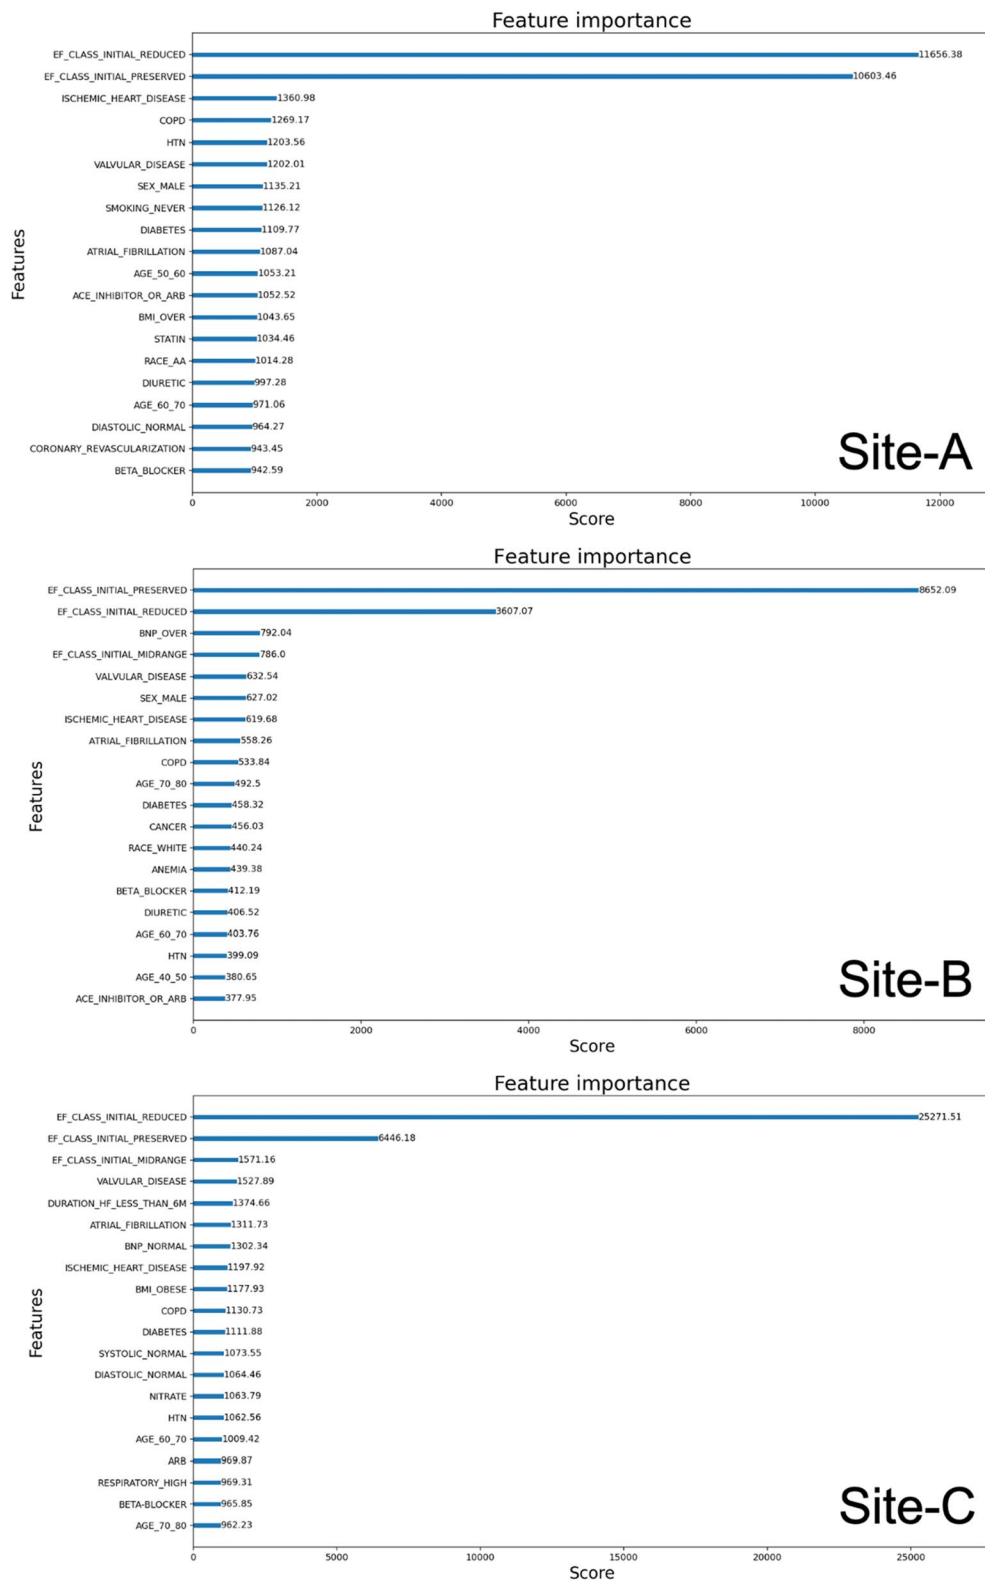 Feature importance
EF_CLASS_INITIAL_REDUCED 11656.38
EF_CLASS_INITIAL_PRESERVED 10603.46
ISCHEMIC_HEART_DISEASE 1360.98
COPD 1269.17
HTN 1203.56
VALVULAR_DISEASE 1202.01
SEX_MALE 1135.21
SMOKING_NEVER 1126.12
DIABETES 1109.77
ATRIAL_FIBRILLATION 1087.04
AGE_50_60 1053.21
ACE_INHIBITOR_OR_ARB 1052.52
BMI_OVER 1043.65
STATIN 1034.46
RACE_AA 1014.28
DIURETIC 997.28
AGE_60_70 971.06
DIASTOLIC_NORMAL 964.27
CORONARY_REVASCULARIZATION 943.45
BETA_BLOCKER 942.59
Features
Site-A
0 2000 4000 6000 8000 10000 12000
Score
Feature importance
EF_CLASS_INITIAL_PRESERVED 8652.09
EF_CLASS_INITIAL_REDUCED 3607.07
BNP_OVER 792.04
EF_CLASS_INITIAL_MIDRANGE 786.0
VALVULAR_DISEASE 632.54
SEX_MALE 627.02
ISCHEMIC_HEART_DISEASE 619.68
ATRIAL_FIBRILLATION 558.26
COPD 533.84
AGE_70_80 492.5
DIABETES 458.32
CANCER 456.03
RACE_WHITE 440.24
ANEMIA 439.38
BETA_BLOCKER 412.19
DIURETIC 406.52
AGE_60_70 403.76
HTN 399.09
AGE_40_50 380.65
ACE_INHIBITOR_OR_ARB 377.95
Features
Site-B
0 2000 4000 6000 8000
Score
Feature importance
EF_CLASS_INITIAL_REDUCED 25271.51
EF_CLASS_INITIAL_PRESERVED 6446.18
EF_CLASS_INITIAL_MIDRANGE 1571.16
VALVULAR_DISEASE 1527.89
DURATION_HF_LESS_THAN_6M 1374.66
ATRIAL_FIBRILLATION 1311.73
BNP_NORMAL 1302.34
ISCHEMIC_HEART_DISEASE 1197.92
BMI_OBESE 1177.93
COPD 1130.73
DIABETES 1111.88
SYSTOLIC_NORMAL 1073.55
DIASTOLIC_NORMAL 1064.46
NITRATE 1063.79
HTN 1062.56
AGE_60_70 1009.42
ARB 969.87
RESPIRATORY_HIGH 969.31
BETA-BLOCKER 965.85
AGE_70_80 962.23
Features
Site-C
0 5000 10000 15000 20000 25000
Score